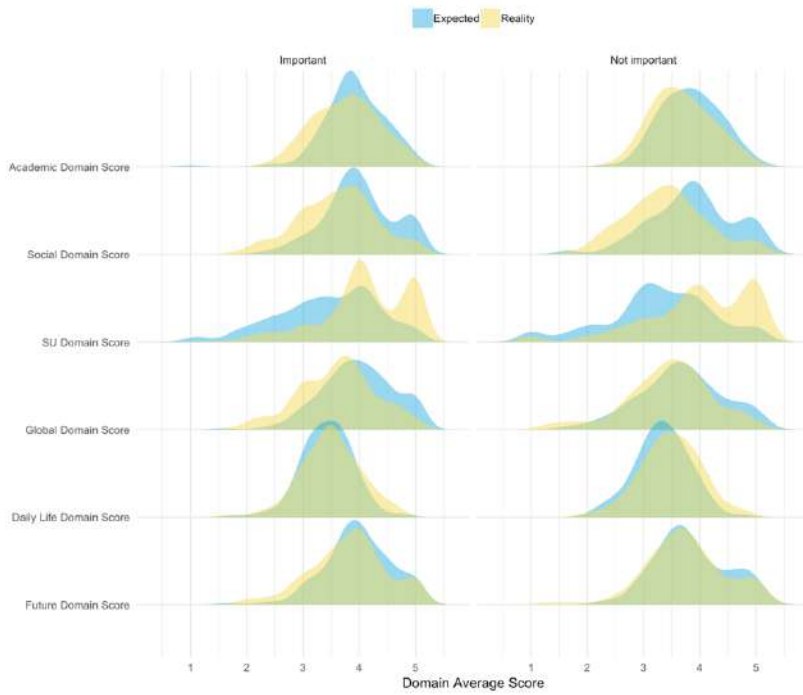 Expected Reality
Important Not important
Academic Domain Score
Social Domain Score
SU Domain Score
Global Domain Score
Daily Life Domain Score
Future Domain Score
1 2 3 4 5 1 2 3 4 5
Domain Average Score